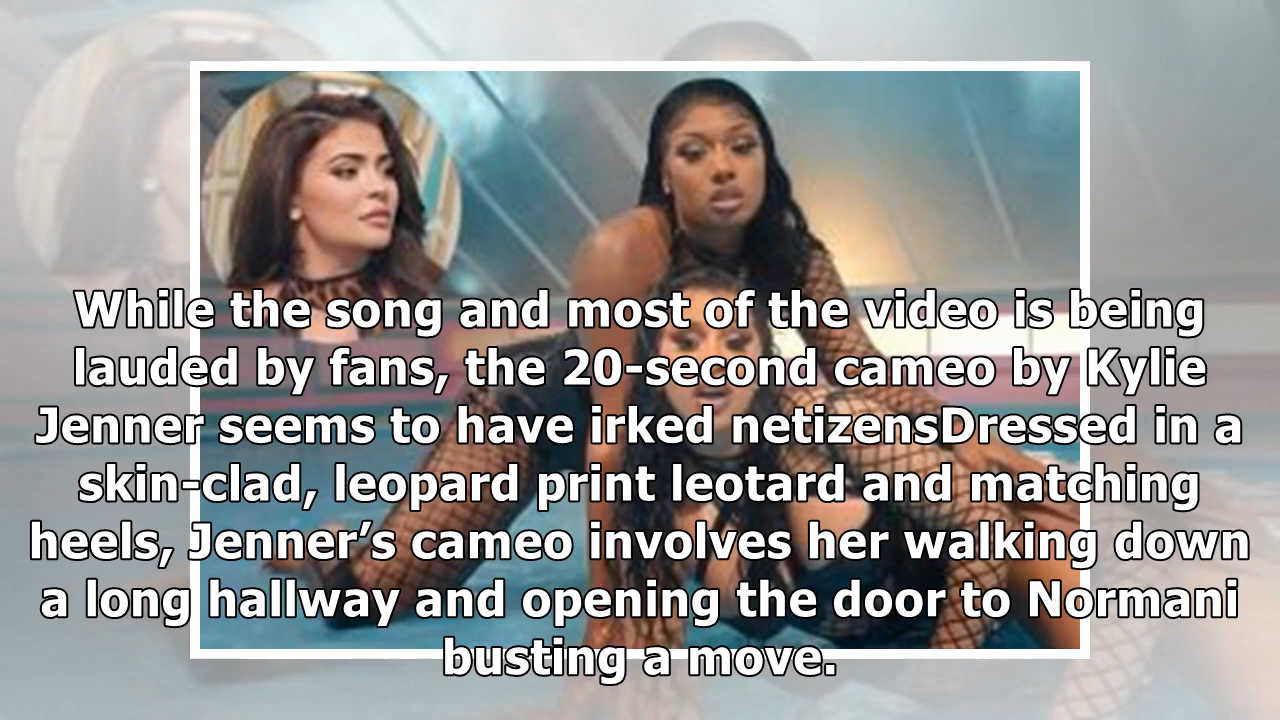 While the song and most of the video is being
lauded by fans, the 20-second cameo by Kylie
Jenner seems to have irked netizensDressed in a
skin-clad, leopard print leotard and matching
heels, Jenner’s cameo involves her walking down
a long hallway and opening the door to Normani
busting a move.